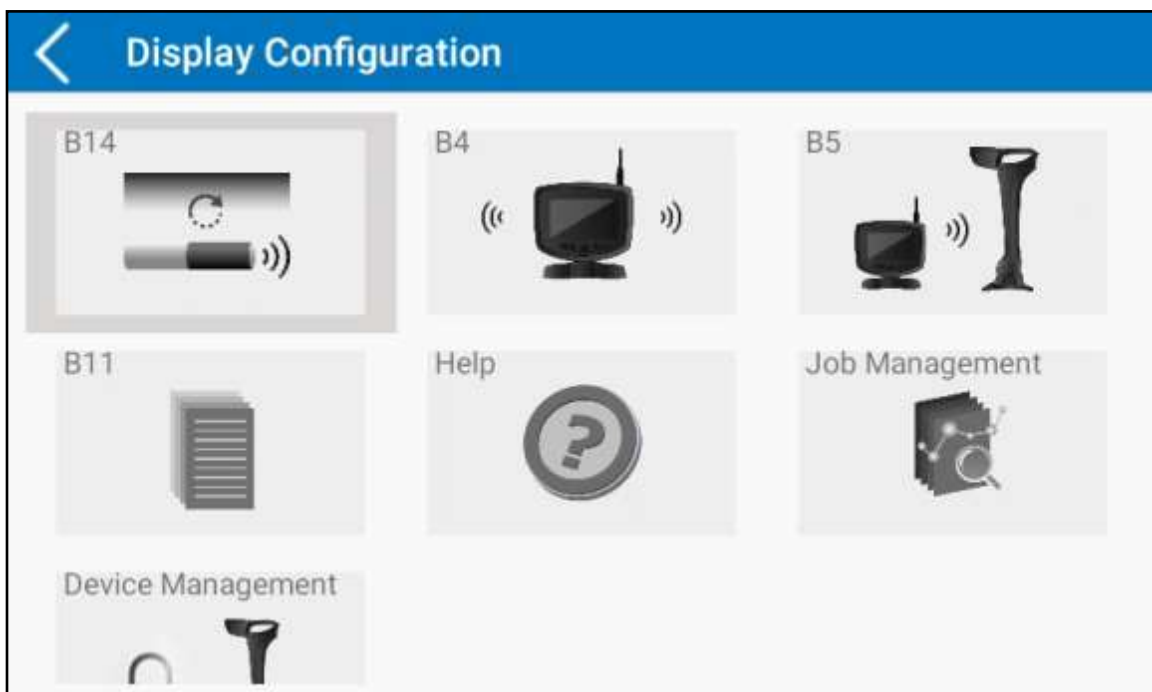 Display Configuration
B14
B4
B5
B11
Help
Job Management
Device Management